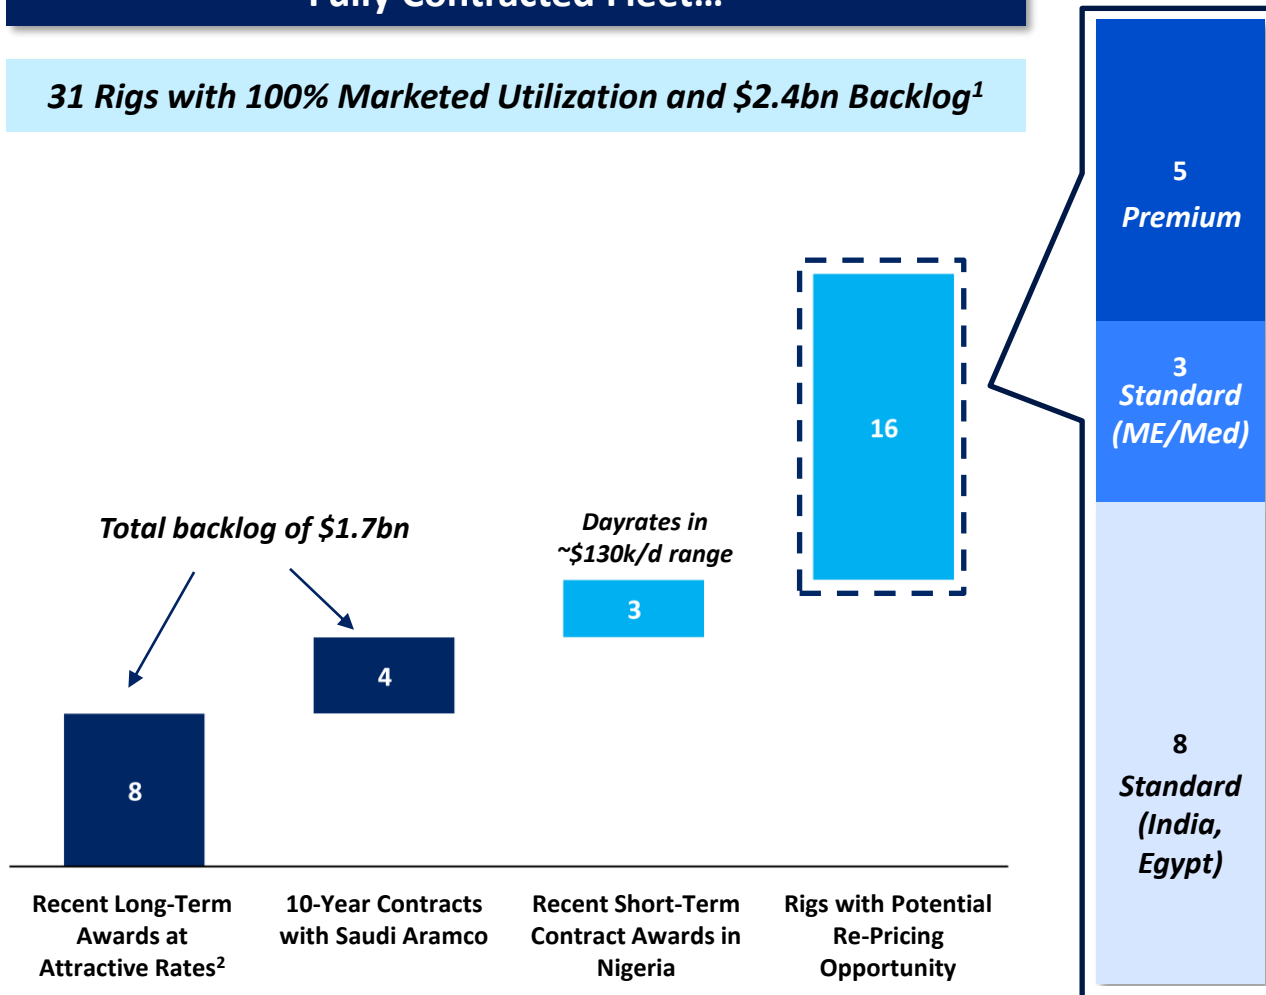 Fully Contracted Fleet…
31 Rigs with 100% Marketed Utilization and $2.4bn Backlog1
Total backlog of $1.7bn
Dayrates in
~$130k/d range
8
4
3
16
Recent Long-Term
Awards at
Attractive Rates2
10-Year Contracts
with Saudi Aramco
Recent Short-Term
Contract Awards in
Nigeria
Rigs with Potential
Re-Pricing
Opportunity
5
Premium
3
Standard
(ME/Med)
8
Standard
(India,
Egypt)